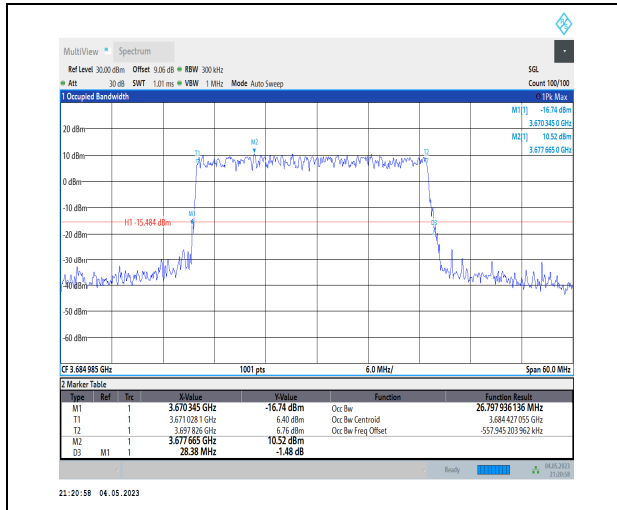 MultiView Spectrum
Ref Level 30.00 dBm Offset 9.06 dB RBW 300 kHz SGL
Att 30 dB SWT 1.01 ms VBW 1 MHz Mode Auto Sweep Count 100/100
1 Occupied Bandwidth 1Pk Max
M1[1] -16.74 dBm
3.670 345 0 GHz
M2[1] 10.52 dBm
3.677 665 0 GHz
20 dBm
10 dBm
T1 M2 T2
0 dBm
-10 dBm
M1
H1 -15.484 dBm
D3
-20 dBm
-30 dBm
-40 dBm
-50 dBm
-60 dBm
CF 3.684 985 GHz 1001 pts 6.0 MHz/ Span 60.0 MHz
2 Marker Table
Type Ref Trc X-Value Y-Value Function Function Result
M1 1 3.670 345 GHz -16.74 dBm Occ Bw 26.797 936 136 MHz
T1 1 3.671 028 1 GHz 6.40 dBm Occ Bw Centroid 3.684 427 055 GHz
T2 1 3.697 826 GHz 6.76 dBm Occ Bw Freq Offset -557.945 203 962 kHz
M2 1 3.677 665 GHz 10.52 dBm
D3 M1 1 28.38 MHz -1.48 dB
Ready 04.05.2023
21:20:58
21:20:58 04.05.2023